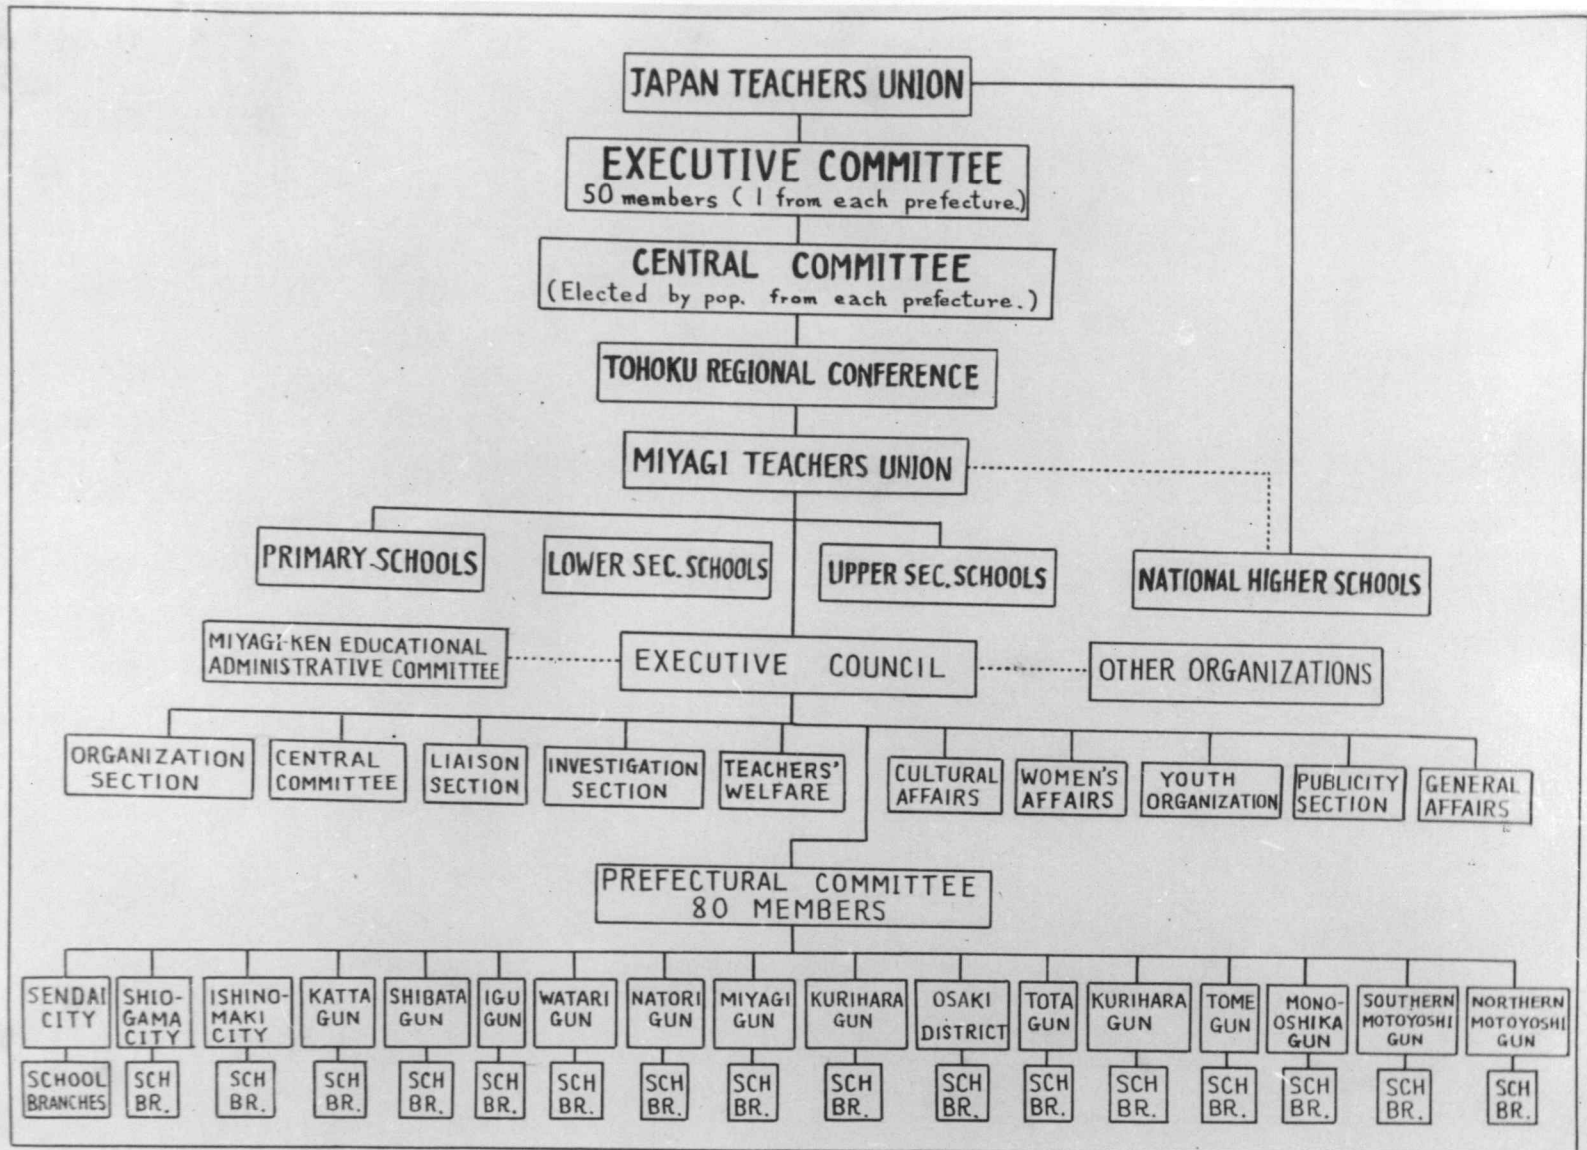 JAPAN TEACHERS UNION
EXECUTIVE COMMITTEE
50 members ( 1 from each prefecture.)
CENTRAL COMMITTEE
(Elected by pop. from each prefecture.)
TOHOKU REGIONAL CONFERENCE
MIYAGI TEACHERS UNION
PRIMARY SCHOOLS
LOWER SEC. SCHOOLS
UPPER SEC. SCHOOLS
NATIONAL HIGHER SCHOOLS
MIYAGI-KEN EDUCATIONAL
ADMINISTRATIVE COMMITTEE
EXECUTIVE COUNCIL
OTHER ORGANIZATIONS
ORGANIZATION
SECTION
CENTRAL
COMMITTEE
LIAISON
SECTION
INVESTIGATION
SECTION
TEACHERS'
WELFARE
CULTURAL
AFFAIRS
WOMEN'S
AFFAIRS
YOUTH
ORGANIZATION
PUBLICITY
SECTION
GENERAL
AFFAIRS
PREFECTURAL COMMITTEE
80 MEMBERS
SENDAI
CITY
SHIO-
GAMA
CITY
ISHINO-
MAKI
CITY
KATTA
GUN
SHIBATA
GUN
IGU
GUN
WATARI
GUN
NATORI
GUN
MIYAGI
GUN
KURIHARA
GUN
OSAKI
DISTRICT
TOTA
GUN
KURIHARA
GUN
TOME
GUN
MONO-
OSHIKA
GUN
SOUTHERN
MOTOYOSHI
GUN
NORTHERN
MOTOYOSHI
GUN
SCHOOL
BRANCHES
SCH
BR.
SCH
BR.
SCH
BR.
SCH
BR.
SCH
BR.
SCH
BR.
SCH
BR.
SCH
BR.
SCH
BR.
SCH
BR.
SCH
BR.
SCH
BR.
SCH
BR.
SCH
BR.
SCH
BR.
SCH
BR.